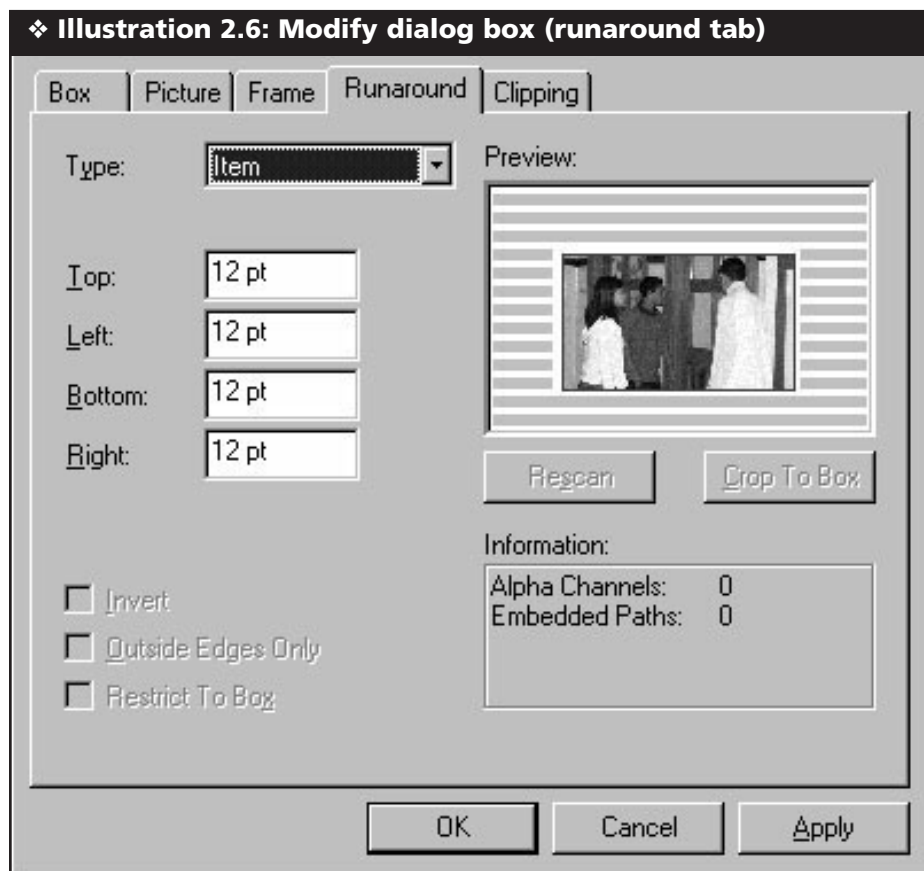 ❖ Illustration 2.6: Modify dialog box (runaround tab)
Box Picture Frame Runaround Clipping
Type: Item
Top: 12 pt
Left: 12 pt
Bottom: 12 pt
Right: 12 pt
Invert
Outside Edges Only
Restrict To Box
Preview:
Rescan Crop To Box
Information:
Alpha Channels: 0
Embedded Paths: 0
OK Cancel Apply